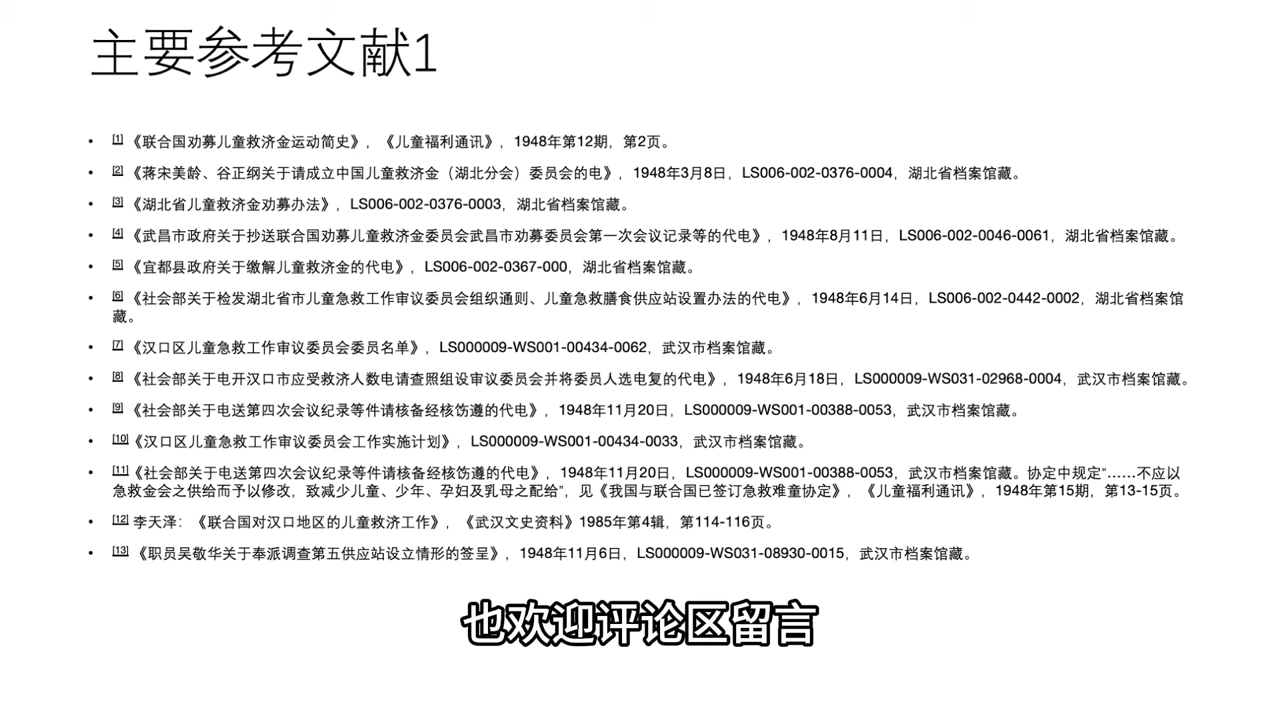 主要参考文献1
• [1]《联合国劝募儿童救济金运动简史》，《儿童福利通讯》，1948年第12期，第2页。
• [2]《蒋宋美龄、谷正纲关于请成立中国儿童救济金（湖北分会）委员会的电》，1948年3月8日，LS006-002-0376-0004，湖北省档案馆藏。
• [3]《湖北省儿童救济金劝募办法》，LS006-002-0376-0003，湖北省档案馆藏。
• [4]《武昌市政府关于抄送联合国劝募儿童救济金委员会武昌市劝募委员会第一次会议记录等的代电》，1948年8月11日，LS006-002-0046-0061，湖北省档案馆藏。
• [5]《宜都县政府关于缴解儿童救济金的代电》，LS006-002-0367-000，湖北省档案馆藏。
• [6]《社会部关于检发湖北省市儿童急救工作审议委员会组织通则、儿童急救膳食供应站设置办法的代电》，1948年6月14日，LS006-002-0442-0002，湖北省档案馆
藏。
• [7]《汉口区儿童急救工作审议委员会委员名单》，LS000009-WS001-00434-0062，武汉市档案馆藏。
• [8]《社会部关于电开汉口市应受救济人数电请查照组设审议委员会并将委员人选电复的代电》，1948年6月18日，LS000009-WS031-02968-0004，武汉市档案馆藏。
• [9]《社会部关于电送第四次会议纪录等件请核备经核饬遵的代电》，1948年11月20日，LS000009-WS001-00388-0053，武汉市档案馆藏。
• [10]《汉口区儿童急救工作审议委员会工作实施计划》，LS000009-WS001-00434-0033，武汉市档案馆藏。
• [11]《社会部关于电送第四次会议纪录等件请核备经核饬遵的代电》，1948年11月20日，LS000009-WS001-00388-0053，武汉市档案馆藏。协定中规定“……不应以
急救金会之供给而予以修改，致减少儿童、少年、孕妇及乳母之配给”，见《我国与联合国已签订急救难童协定》，《儿童福利通讯》，1948年第15期，第13-15页。
• [12] 李天泽：《联合国对汉口地区的儿童救济工作》，《武汉文史资料》1985年第4辑，第114-116页。
• [13]《职员吴敬华关于奉派调查第五供应站设立情形的签呈》，1948年11月6日，LS000009-WS031-08930-0015，武汉市档案馆藏。
也欢迎评论区留言